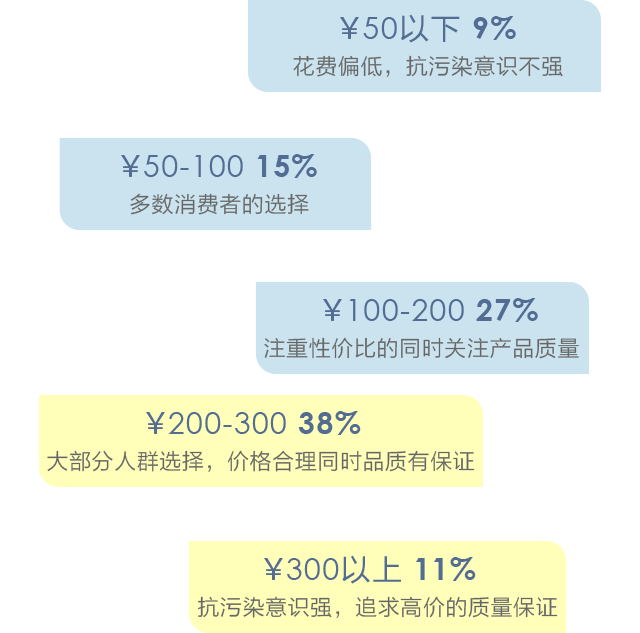 ¥50以下 9%
花费偏低，抗污染意识不强
¥50-100 15%
多数消费者的选择
¥100-200 27%
注重性价比的同时关注产品质量
¥200-300 38%
大部分人群选择，价格合理同时品质有保证
¥300以上 11%
抗污染意识强，追求高价的质量保证